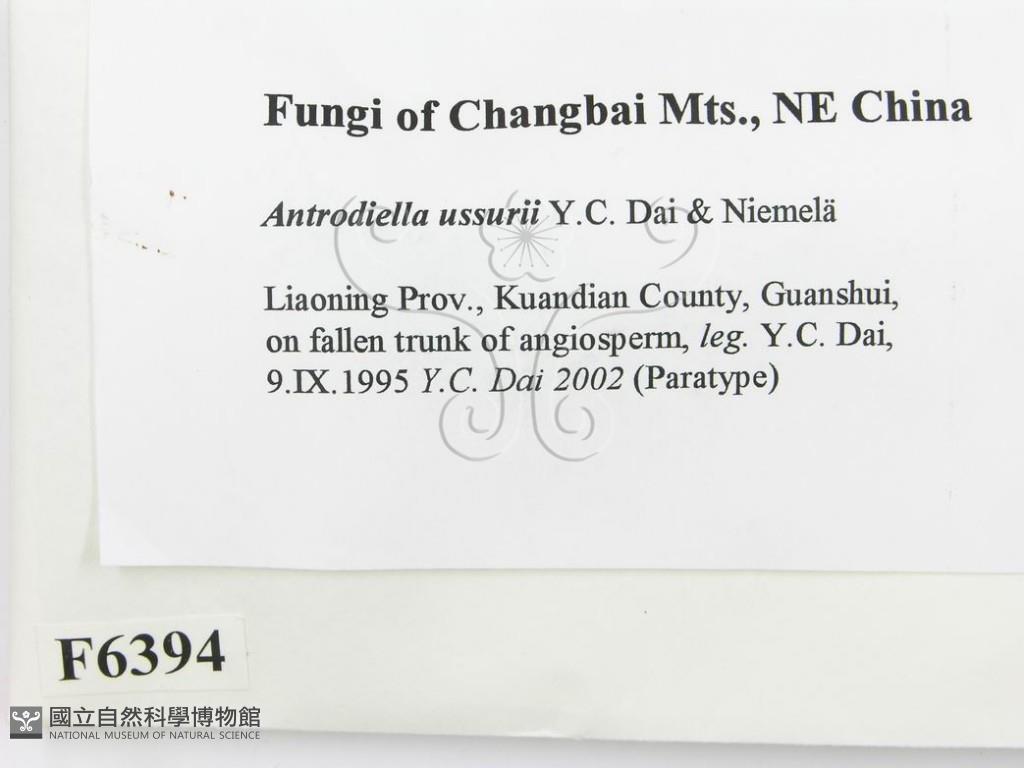 Fungi of Changbai Mts., NE China
Antrodiella ussurii Y.C. Dai & Niemelä
Liaoning Prov., Kuandian County, Guanshui,
on fallen trunk of angiosperm, leg. Y.C. Dai,
9.IX.1995 Y.C. Dai 2002 (Paratype)
F6394
國立自然科學博物館
NATIONAL MUSEUM OF NATURAL SCIENCE